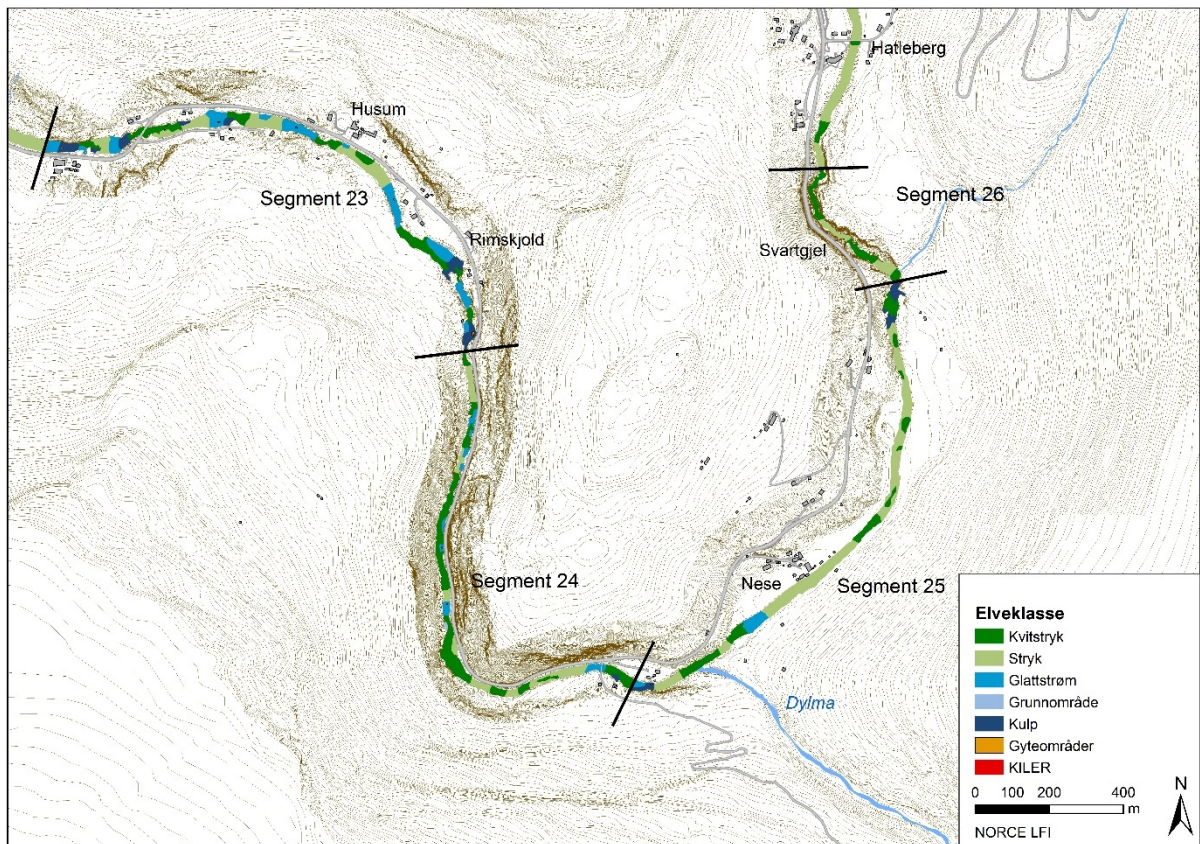 Hatleberg
Husum
Segment 23
Segment 26
Rimskjold
Svartgjel
Segment 24
Nese
Segment 25
Dylma
Elveklasse
Kvitstryk
Stryk
Glattstrøm
Grunnområde
Kulp
Gyteområder
KILER
0 100 200 400
m
N
NORCE LFI